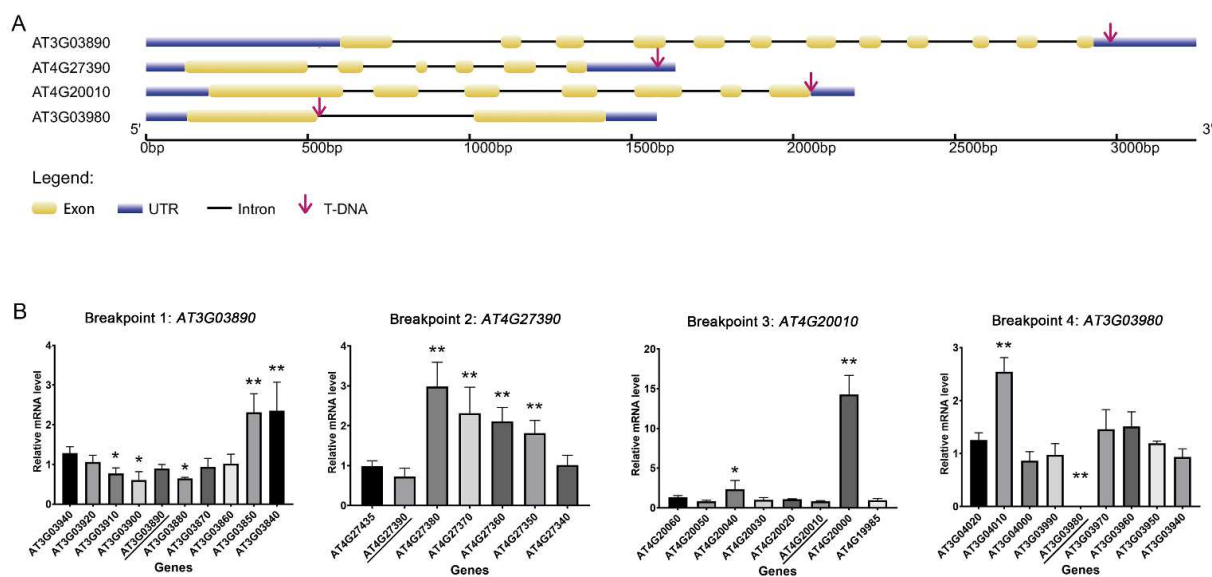 A
AT3G03890
AT4G27390
AT4G20010
AT3G03980
5' 3'
0bp 500bp 1000bp 1500bp 2000bp 2500bp 3000bp
Legend:
Exon UTR Intron T-DNA
B
Breakpoint 1: AT3G03890
Relative mRNA level
4
3
2
1
0
* * * ** **
AT3G03940 AT3G03920 AT3G03910 AT3G03900 AT3G03890 AT3G03880 AT3G03870 AT3G03860 AT3G03850 AT3G03840
Genes
Breakpoint 2: AT4G27390
Relative mRNA level
4
3
2
1
0
** ** ** **
AT4G27435 AT4G27390 AT4G27380 AT4G27370 AT4G27360 AT4G27350 AT4G27340
Genes
Breakpoint 3: AT4G20010
Relative mRNA level
20
15
10
5
0
* **
AT4G20060 AT4G20050 AT4G20040 AT4G20030 AT4G20020 AT4G20010 AT4G20000 AT4G19985
Genes
Breakpoint 4: AT3G03980
Relative mRNA level
3
2
1
0
** **
AT3G04020 AT3G04010 AT3G04000 AT3G03990 AT3G03980 AT3G03970 AT3G03960 AT3G03950 AT3G03940
Genes